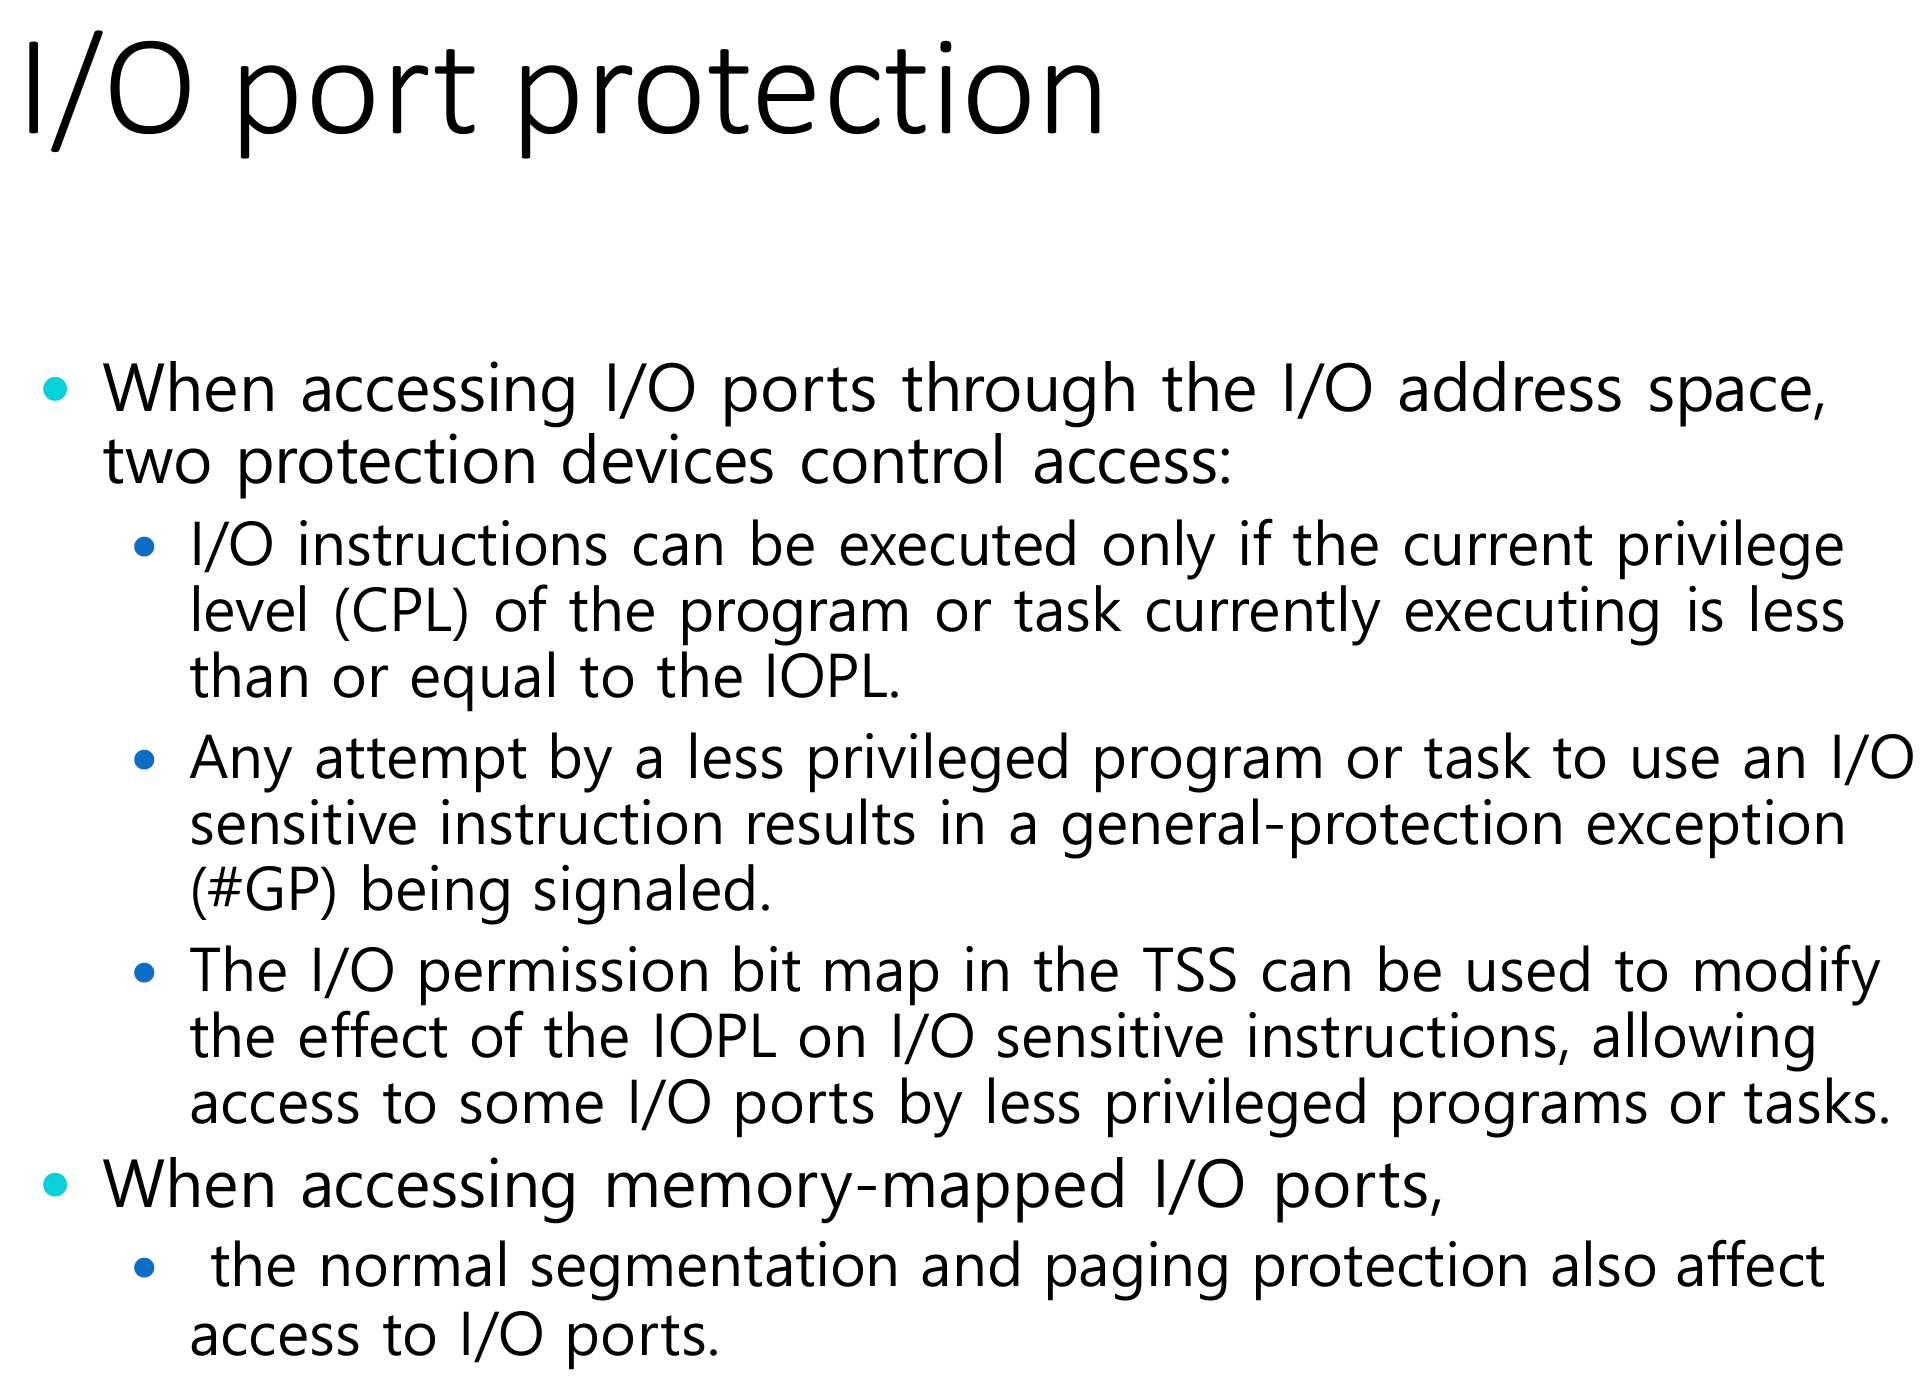 I/O port protection
• When accessing I/O ports through the I/O address space,
two protection devices control access:
• I/O instructions can be executed only if the current privilege
level (CPL) of the program or task currently executing is less
than or equal to the IOPL.
• Any attempt by a less privileged program or task to use an I/O
sensitive instruction results in a general-protection exception
(#GP) being signaled.
• The I/O permission bit map in the TSS can be used to modify
the effect of the IOPL on I/O sensitive instructions, allowing
access to some I/O ports by less privileged programs or tasks.
• When accessing memory-mapped I/O ports,
• the normal segmentation and paging protection also affect
access to I/O ports.